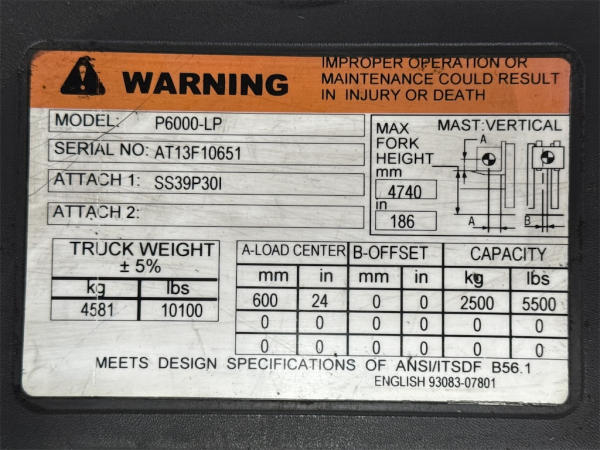 WARNING
IMPROPER OPERATION OR
MAINTENANCE COULD RESULT
IN INJURY OR DEATH
MODEL: P6000-LP
SERIAL NO: AT13F10651
ATTACH 1: SS39P30I
ATTACH 2:
MAX
FORK
HEIGHT
mm
4740
in
186
MAST:VERTICAL
A
A
B
TRUCK WEIGHT
± 5%
kg lbs
4581 10100
A-LOAD CENTER B-OFFSET CAPACITY
mm in mm in kg lbs
600 24 0 0 2500 5500
0 0 0 0 0 0
0 0 0 0 0 0
MEETS DESIGN SPECIFICATIONS OF ANSI/ITSDF B56.1
ENGLISH 93083-07801